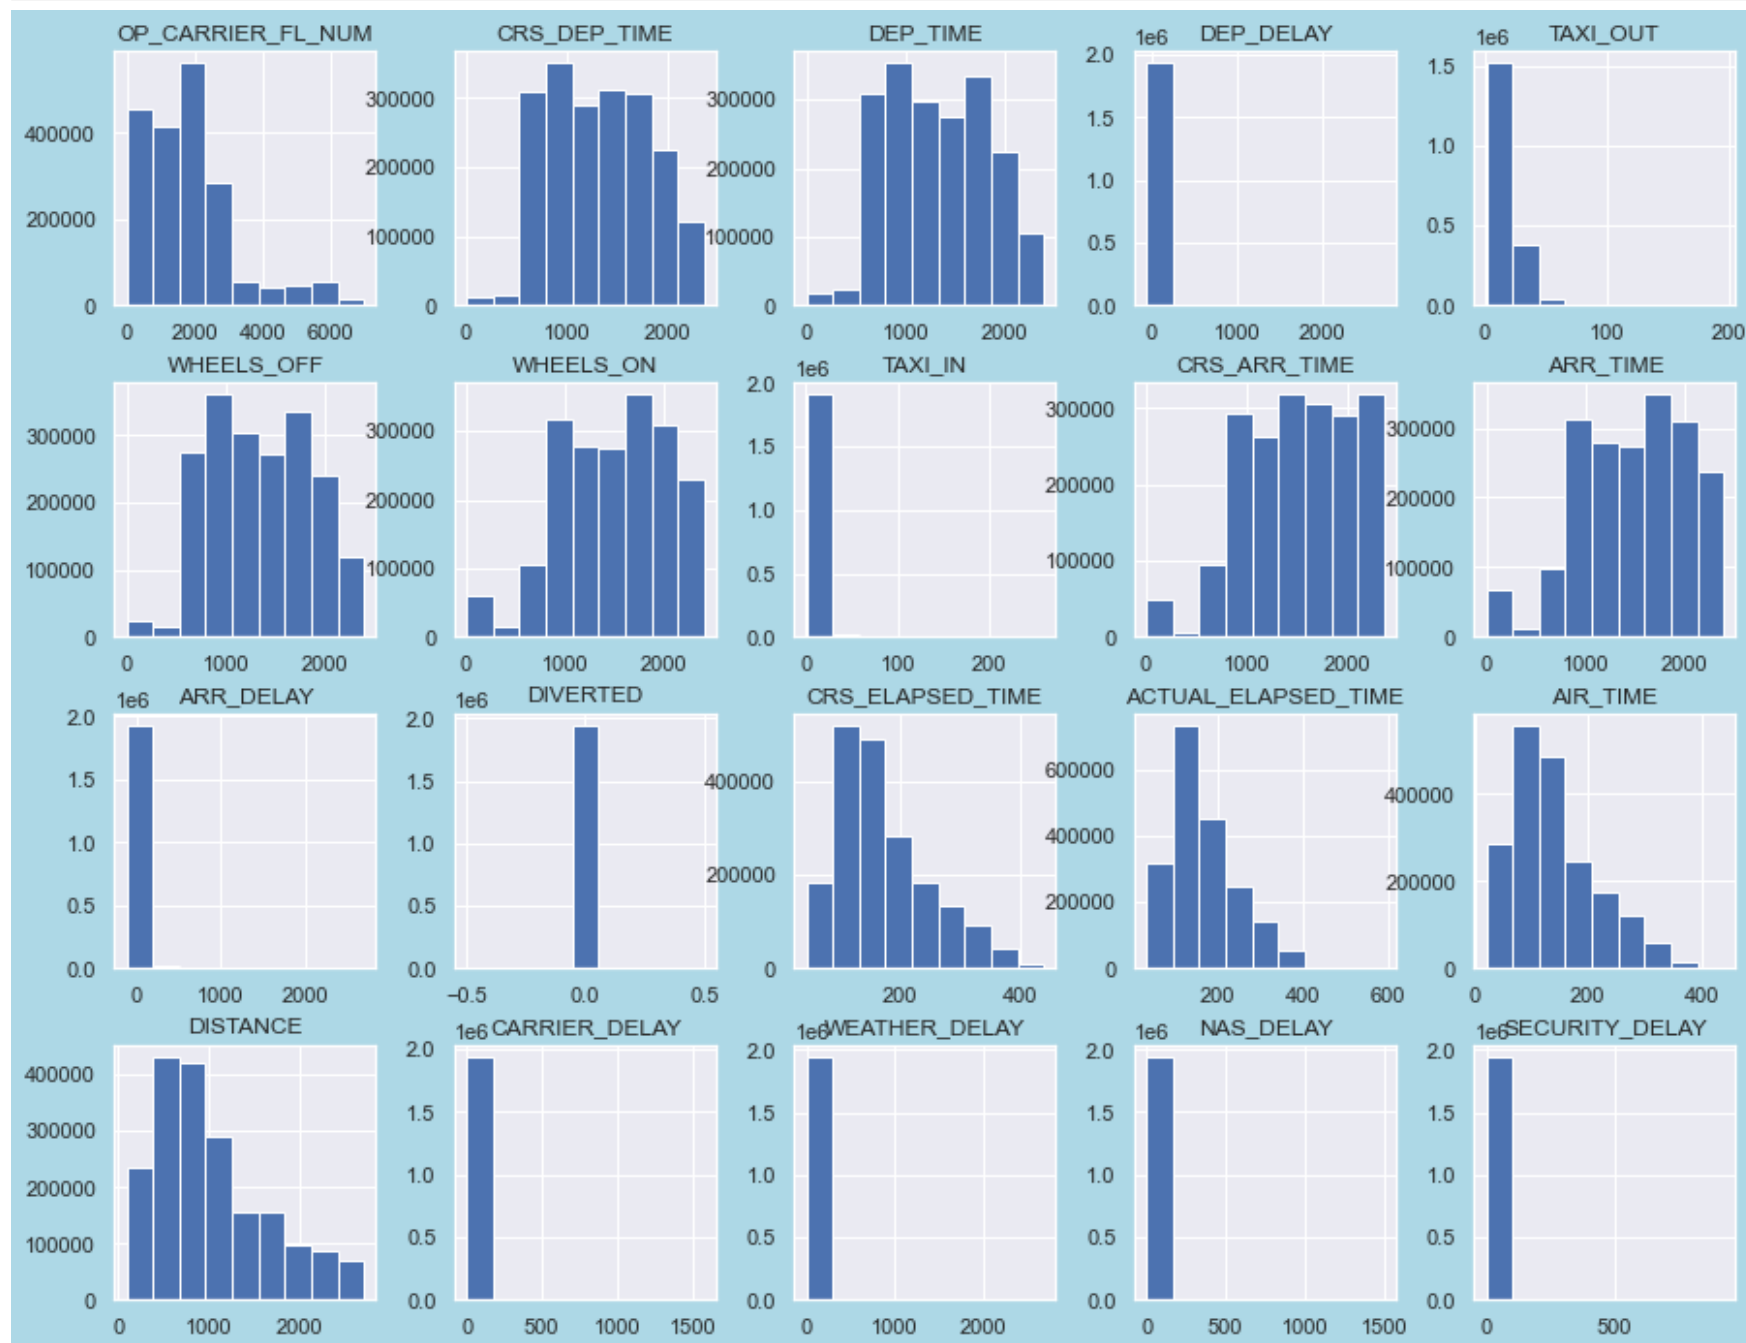 OP_CARRIER_FL_NUM
400000
200000
0
0 2000 4000 6000
CRS_DEP_TIME
300000
200000
100000
0
0 1000 2000
DEP_TIME
300000
200000
100000
0
0 1000 2000
1e6 DEP_DELAY
2.0
1.5
1.0
0.5
0.0
0 1000 2000
1e6 TAXI_OUT
1.5
1.0
0.5
0.0
0 100 200
WHEELS_OFF
300000
200000
100000
0
0 1000 2000
WHEELS_ON
300000
200000
100000
0
0 1000 2000
1e6 TAXI_IN
2.0
1.5
1.0
0.5
0.0
0 200
CRS_ARR_TIME
300000
200000
100000
0
0 1000 2000
ARR_TIME
300000
200000
100000
0
0 1000 2000
1e6 ARR_DELAY
2.0
1.5
1.0
0.5
0.0
0 1000 2000
1e6 DIVERTED
2.0
1.5
1.0
0.5
0.0
−0.5 0.0 0.5
CRS_ELAPSED_TIME
400000
200000
0
200 400
ACTUAL_ELAPSED_TIME
600000
400000
200000
0
200 400 600
AIR_TIME
400000
200000
0
0 200 400
DISTANCE
400000
300000
200000
100000
0
0 1000 2000
1e6 CARRIER_DELAY
2.0
1.5
1.0
0.5
0.0
0 500 1000 1500
1e6 WEATHER_DELAY
2.0
1.5
1.0
0.5
0.0
0 1000 2000
1e6 NAS_DELAY
2.0
1.5
1.0
0.5
0.0
0 500 1000 1500
1e6 SECURITY_DELAY
2.0
1.5
1.0
0.5
0.0
0 500